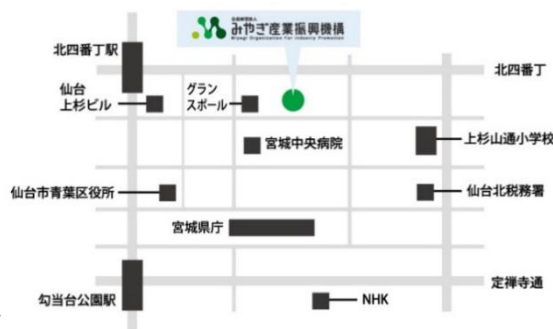 公益財団法人
みやぎ産業振興機構
Miyagi Organization for Industry Promotion
北四番丁駅
北四番丁
仙台
上杉ビル
グラン
スポール
宮城中央病院
上杉山通小学校
仙台市青葉区役所
仙台北税務署
宮城県庁
定禅寺通
勾当台公園駅
NHK